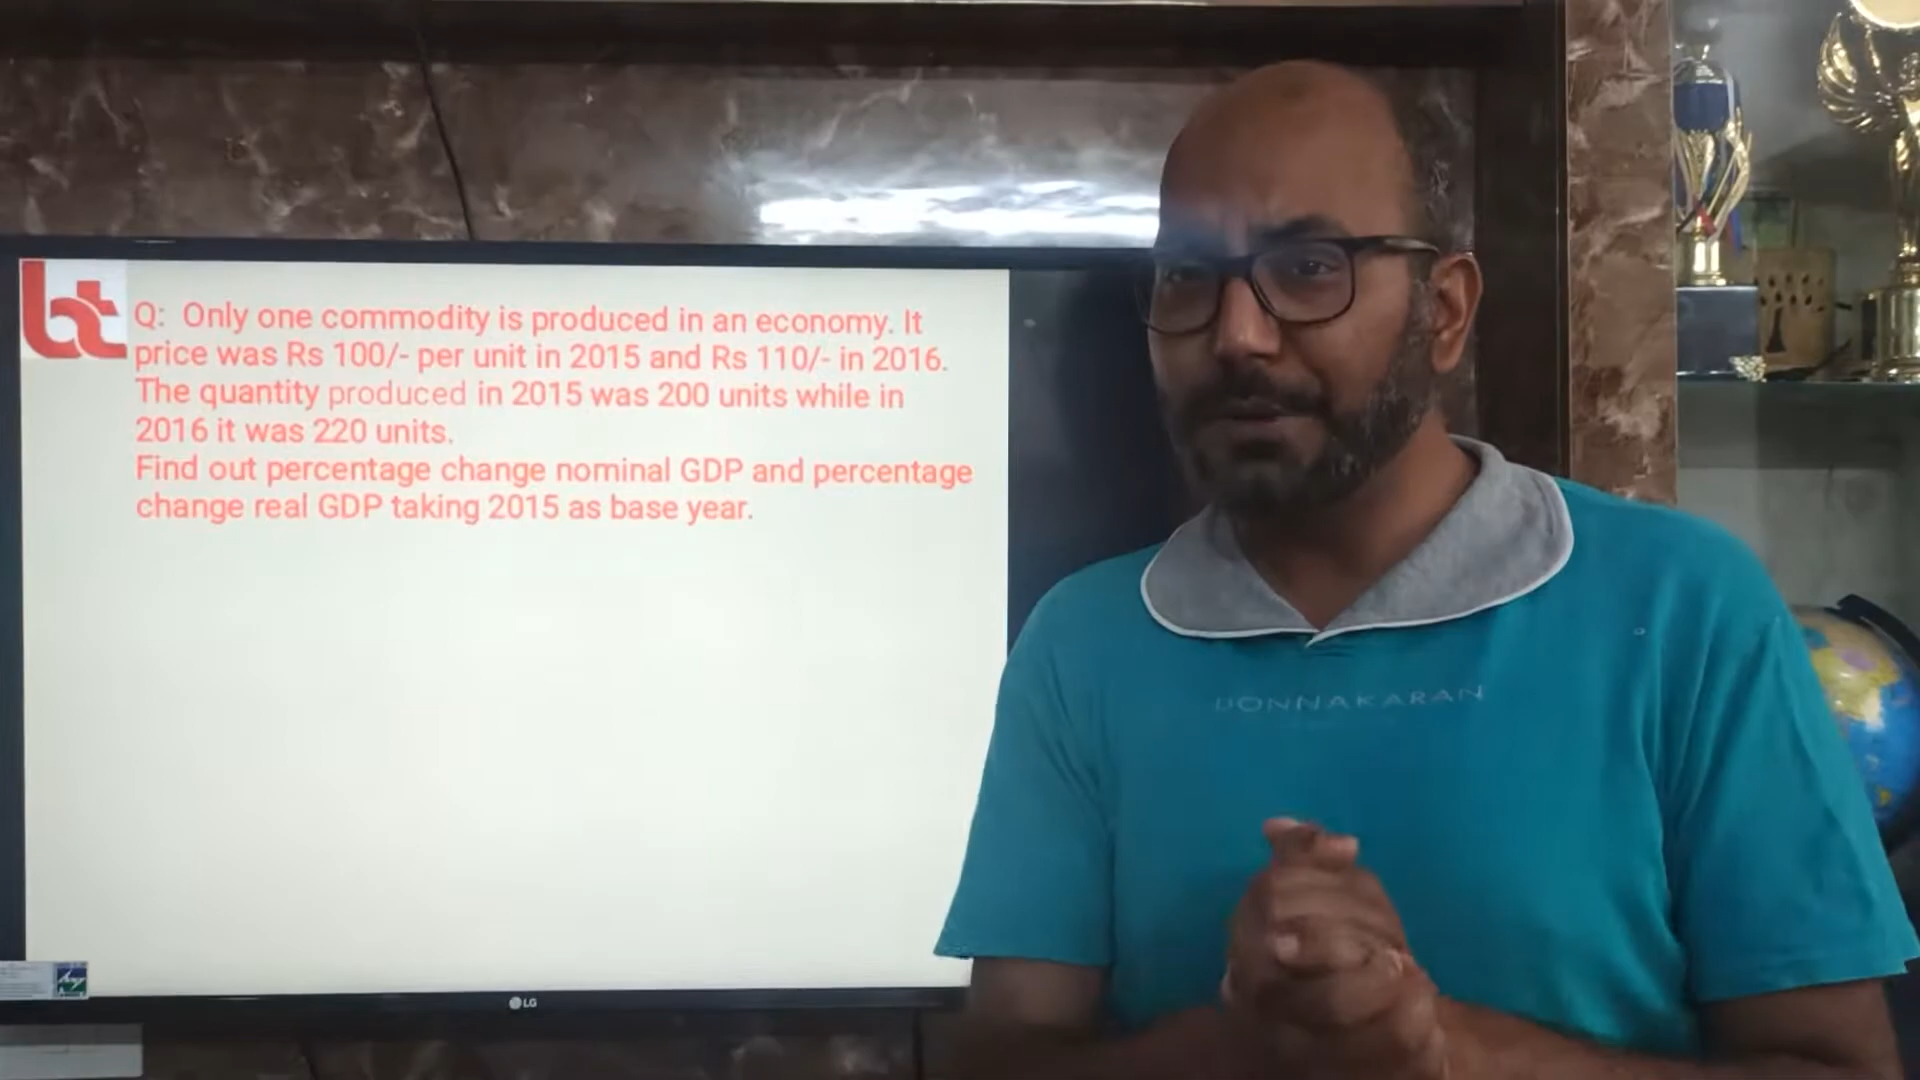 bt
Q: Only one commodity is produced in an economy. It
price was Rs 100/- per unit in 2015 and Rs 110/- in 2016.
The quantity produced in 2015 was 200 units while in
2016 it was 220 units.
Find out percentage change nominal GDP and percentage
change real GDP taking 2015 as base year.
LG
DONNAKARAN